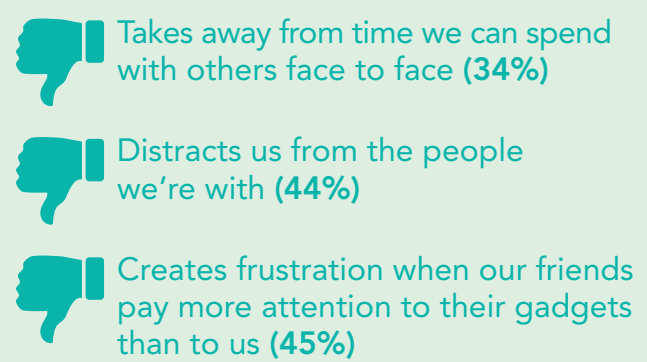 Takes away from time we can spend
with others face to face (34%)
Distracts us from the people
we're with (44%)
Creates frustration when our friends
pay more attention to their gadgets
than to us (45%)